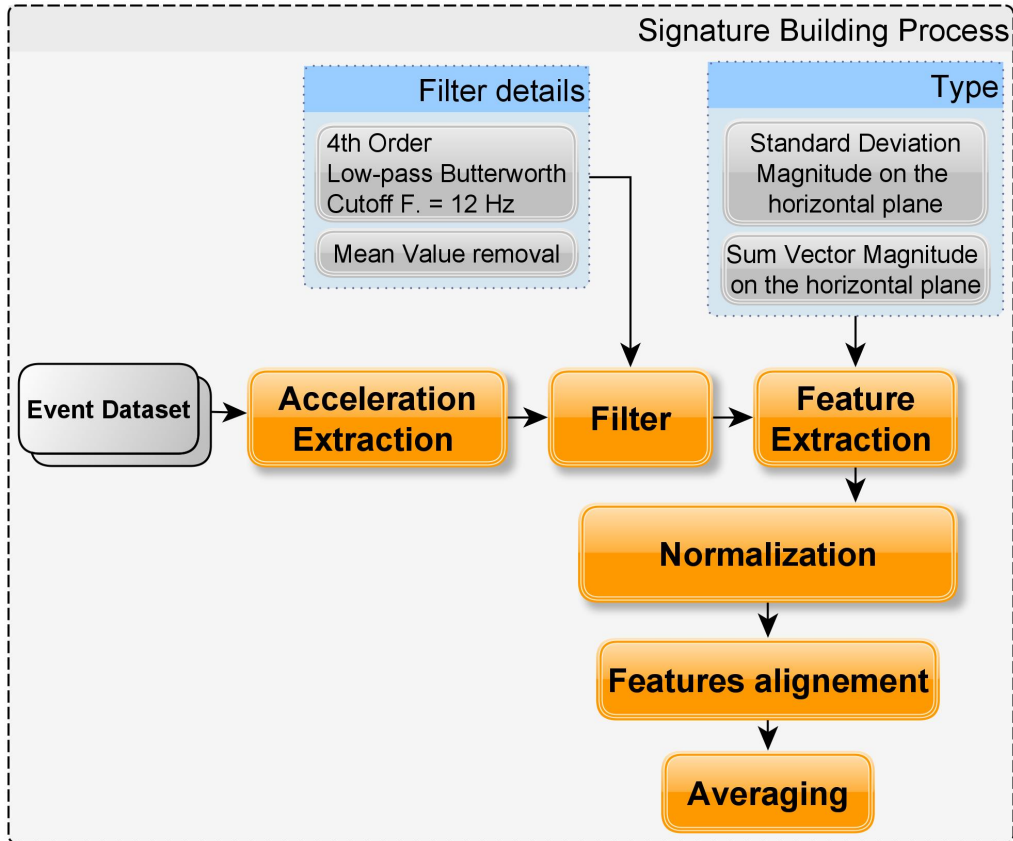 Signature Building Process
Filter details
4th Order
Low-pass Butterworth
Cutoff F. = 12 Hz
Mean Value removal
Type
Standard Deviation
Magnitude on the
horizontal plane
Sum Vector Magnitude
on the horizontal plane
Event Dataset
Acceleration
Extraction
Filter
Feature
Extraction
Normalization
Features alignement
Averaging